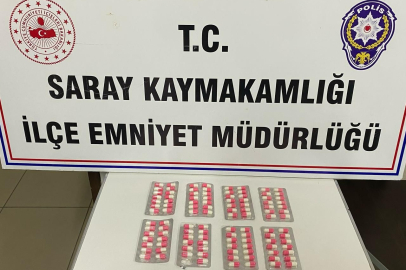 T.C.
SARAY KAYMAKAMLIĞI
İLÇE EMNİYET MÜDÜRLÜĞÜ
POLİS